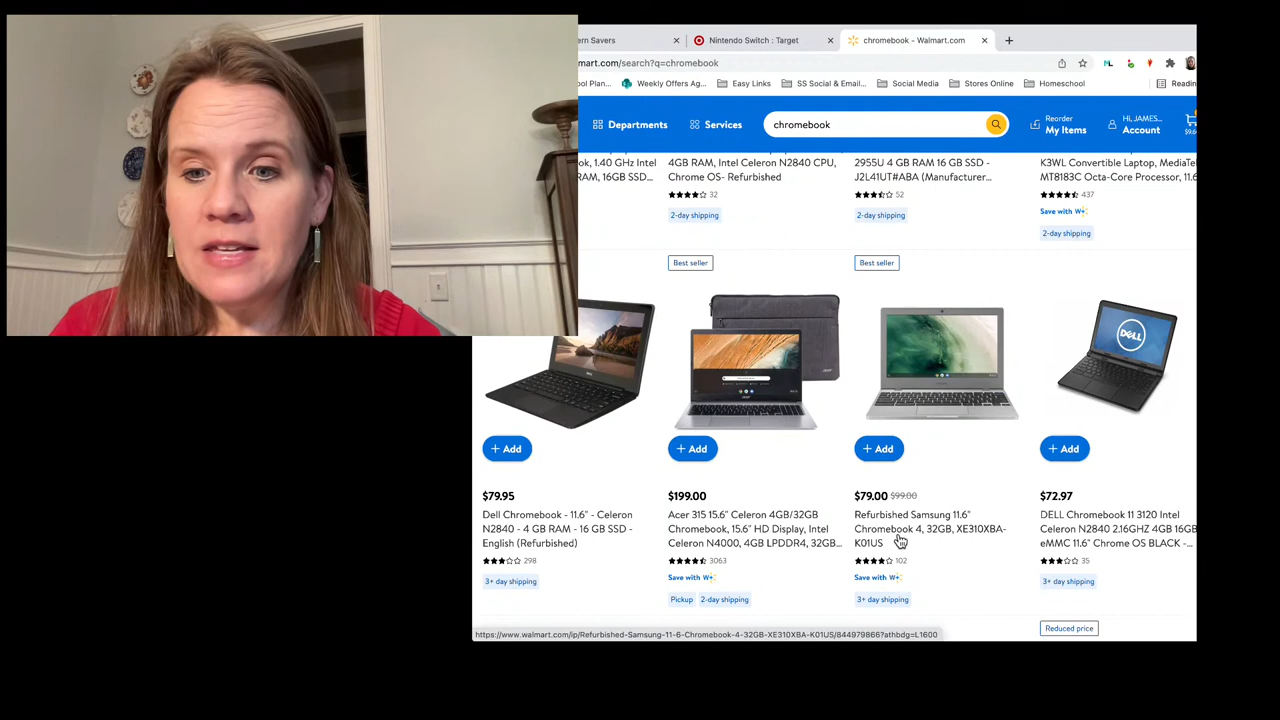 rn Savers
Nintendo Switch : Target
chromebook - Walmart.com
mart.com/search?q=chromebook
ol Plan...
Weekly Offers Ag...
Easy Links
SS Social & Email...
Social Media
Stores Online
Homeschool
Readin
Departments
Services
chromebook
Reorder
My Items
Hi, JAMES...
Account
ok, 1.40 GHz Intel
RAM, 16GB SSD...
4GB RAM, Intel Celeron N2840 CPU,
Chrome OS- Refurbished
32
2-day shipping
2955U 4 GB RAM 16 GB SSD -
J2L41UT#ABA (Manufacturer...
52
2-day shipping
K3WL Convertible Laptop, MediaTe
MT8183C Octa-Core Processor, 11.6
437
Save with W+
2-day shipping
Best seller
Best seller
DELL
+ Add
+ Add
+ Add
+ Add
$79.95
Dell Chromebook - 11.6" - Celeron
N2840 - 4 GB RAM - 16 GB SSD -
English (Refurbished)
298
3+ day shipping
$199.00
Acer 315 15.6" Celeron 4GB/32GB
Chromebook, 15.6" HD Display, Intel
Celeron N4000, 4GB LPDDR4, 32GB...
3063
Save with W+
Pickup 2-day shipping
$79.00 $99.00
Refurbished Samsung 11.6"
Chromebook 4, 32GB, XE310XBA-
K01US
102
Save with W+
3+ day shipping
$72.97
DELL Chromebook 11 3120 Intel
Celeron N2840 2.16GHZ 4GB 16GB
eMMC 11.6" Chrome OS BLACK -...
35
3+ day shipping
Reduced price
https://www.walmart.com/ip/Refurbished-Samsung-11-6-Chromebook-4-32GB-XE310XBA-K01US/844979866?athbdg=L1600